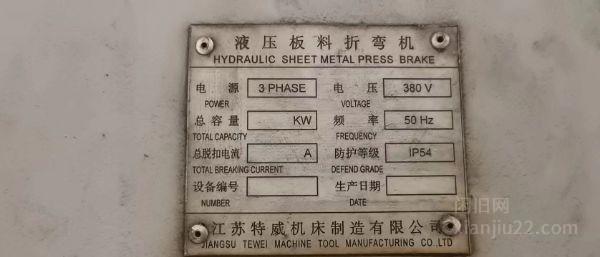 液压板料折弯机
HYDRAULIC SHEET METAL PRESS BRAKE
电源 3 PHASE 电压 380 V
POWER VOLTAGE
总容量 KW 频率 50 Hz
TOTAL CAPACITY FREQUENCY
总脱扣电流 A 防护等级 IP54
TOTAL BREAKING CURRENT DEFEND GRADE
设备编号 生产日期
NUMBER DATE
江苏特威机床制造有限公司
JIANGSU TEWEI MACHINE TOOL MANUFACTURING CO.,LTD
闲旧网
xianjiu22.com